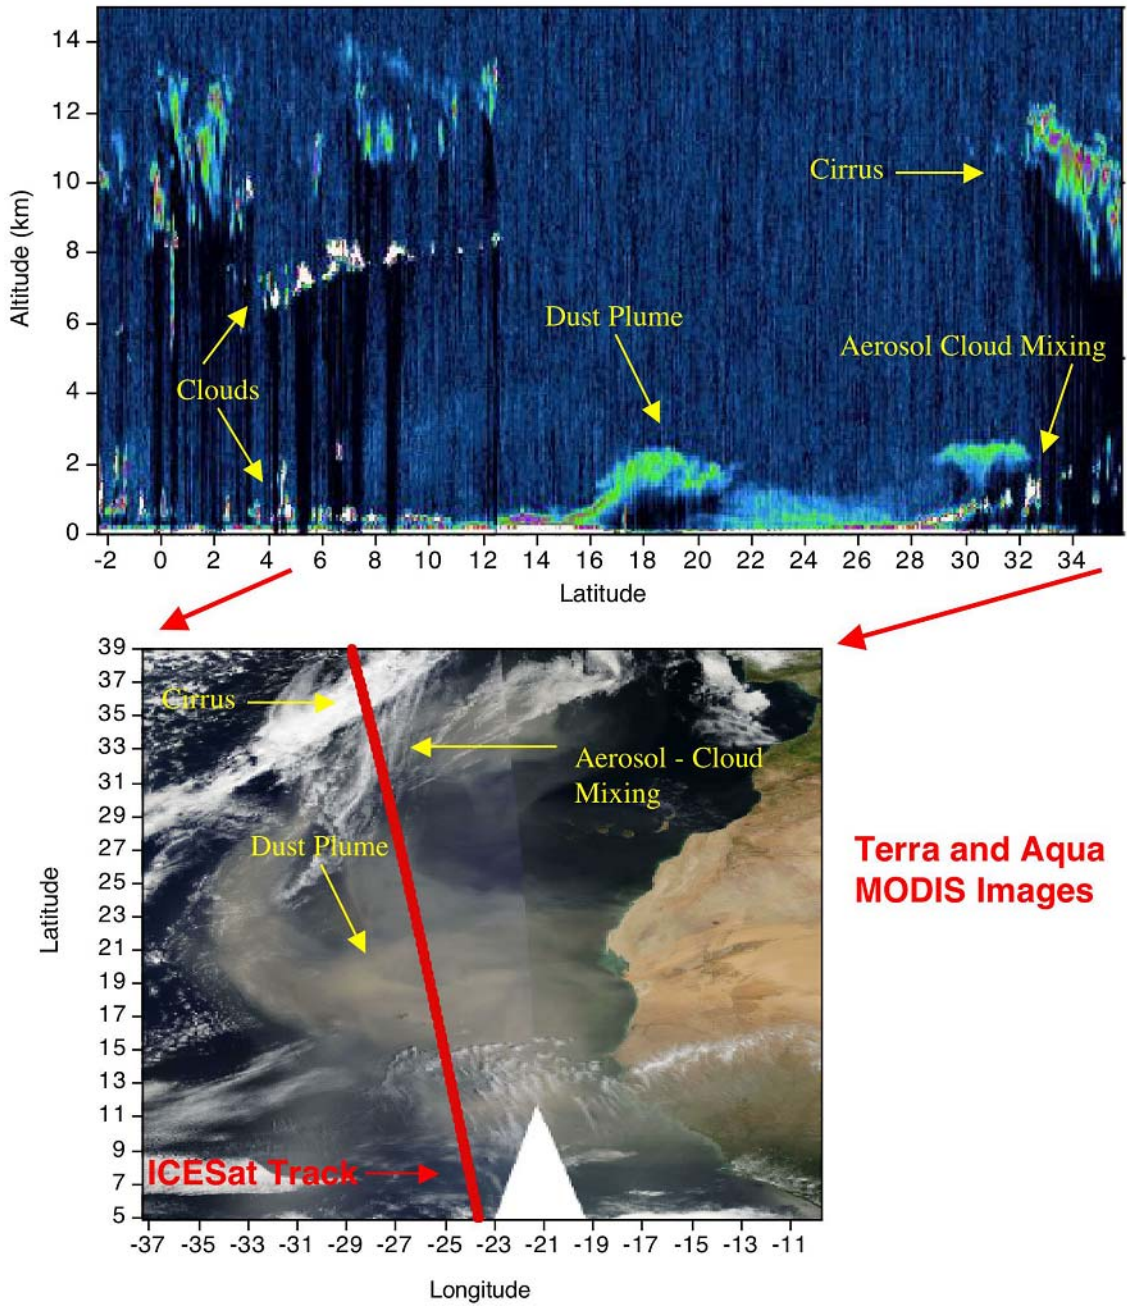 14
12
10
8
6
4
2
0
Altitude (km)
Cirrus
Dust Plume
Aerosol Cloud Mixing
Clouds
-2 0 2 4 6 8 10 12 14 16 18 20 22 24 26 28 30 32 34
Latitude
39
37
35
33
31
29
27
25
23
21
19
17
15
13
11
9
7
5
Latitude
Cirrus
Aerosol - Cloud
Mixing
Dust Plume
ICESat Track
-37 -35 -33 -31 -29 -27 -25 -23 -21 -19 -17 -15 -13 -11
Longitude
Terra and Aqua
MODIS Images